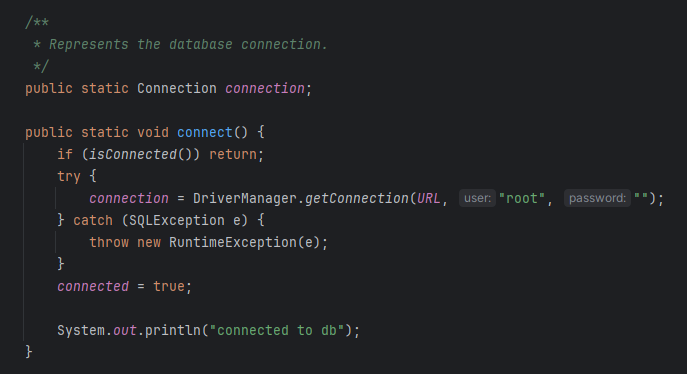 /**
* Represents the database connection.
*/
public static Connection connection;
public static void connect() {
if (isConnected()) return;
try {
connection = DriverManager.getConnection(URL, user: "root", password: "");
} catch (SQLException e) {
throw new RuntimeException(e);
}
connected = true;
System.out.println("connected to db");
}